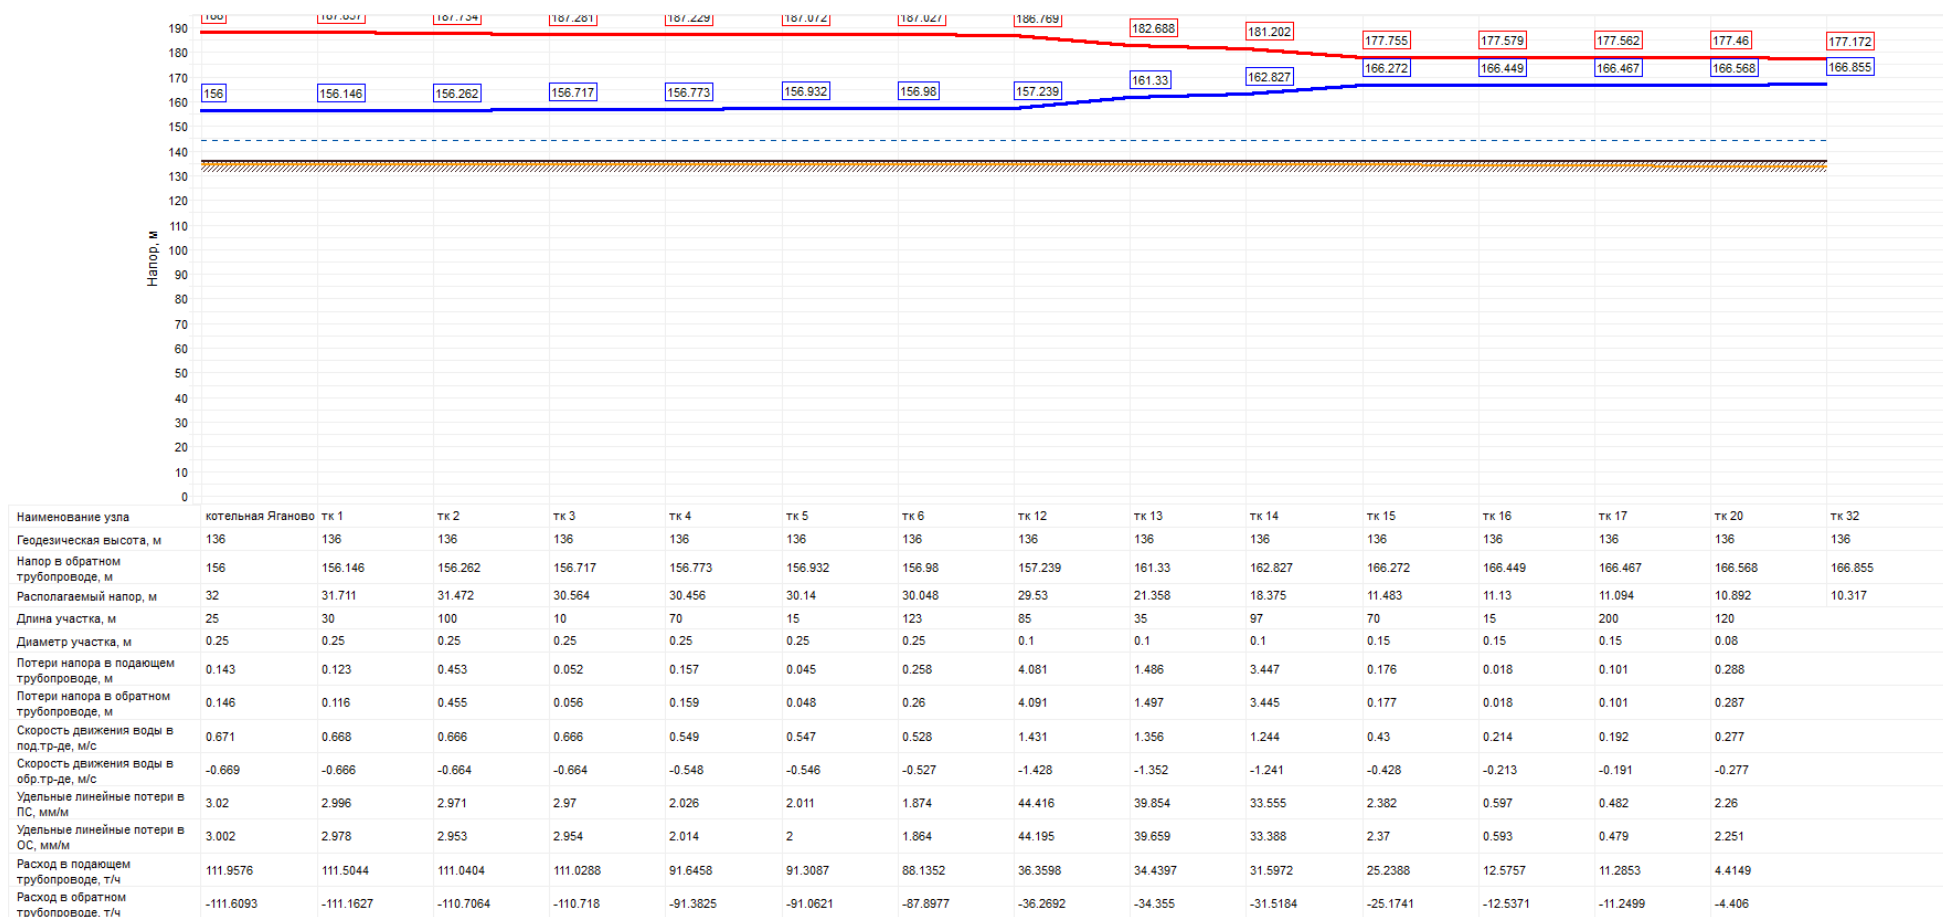 188 187.857 187.734 187.281 187.229 187.072 187.027 186.769 182.688 181.202 177.755 177.579 177.562 177.46 177.172
156 156.146 156.262 156.717 156.773 156.932 156.98 157.239 161.33 162.827 166.272 166.449 166.467 166.568 166.855
190
180
170
160
150
140
130
120
110
100
90
80
70
60
50
40
30
20
10
0
Напор, м
Наименование узла котельная Яганово тк 1 тк 2 тк 3 тк 4 тк 5 тк 6 тк 12 тк 13 тк 14 тк 15 тк 16 тк 17 тк 20 тк 32
Геодезическая высота, м 136 136 136 136 136 136 136 136 136 136 136 136 136 136 136
Напор в обратном
трубопроводе, м 156 156.146 156.262 156.717 156.773 156.932 156.98 157.239 161.33 162.827 166.272 166.449 166.467 166.568 166.855
Располагаемый напор, м 32 31.711 31.472 30.564 30.456 30.14 30.048 29.53 21.358 18.375 11.483 11.13 11.094 10.892 10.317
Длина участка, м 25 30 100 10 70 15 123 85 35 97 70 15 200 120
Диаметр участка, м 0.25 0.25 0.25 0.25 0.25 0.25 0.25 0.1 0.1 0.1 0.15 0.15 0.15 0.08
Потери напора в подающем
трубопроводе, м 0.143 0.123 0.453 0.052 0.157 0.045 0.258 4.081 1.486 3.447 0.176 0.018 0.101 0.288
Потери напора в обратном
трубопроводе, м 0.146 0.116 0.455 0.056 0.159 0.048 0.26 4.091 1.497 3.445 0.177 0.018 0.101 0.287
Скорость движения воды в
под.тр-де, м/с 0.671 0.668 0.666 0.666 0.549 0.547 0.528 1.431 1.356 1.244 0.43 0.214 0.192 0.277
Скорость движения воды в
обр.тр-де, м/с -0.669 -0.666 -0.664 -0.664 -0.548 -0.546 -0.527 -1.428 -1.352 -1.241 -0.428 -0.213 -0.191 -0.277
Удельные линейные потери в
ПС, мм/м 3.02 2.996 2.971 2.97 2.026 2.011 1.874 44.416 39.854 33.555 2.382 0.597 0.482 2.26
Удельные линейные потери в
ОС, мм/м 3.002 2.978 2.953 2.954 2.014 2 1.864 44.195 39.659 33.388 2.37 0.593 0.479 2.251
Расход в подающем
трубопроводе, т/ч 111.9576 111.5044 111.0404 111.0288 91.6458 91.3087 88.1352 36.3598 34.4397 31.5972 25.2388 12.5757 11.2853 4.4149
Расход в обратном
трубопроводе, т/ч -111.6093 -111.1627 -110.7064 -110.718 -91.3825 -91.0621 -87.8977 -36.2692 -34.355 -31.5184 -25.1741 -12.5371 -11.2499 -4.406